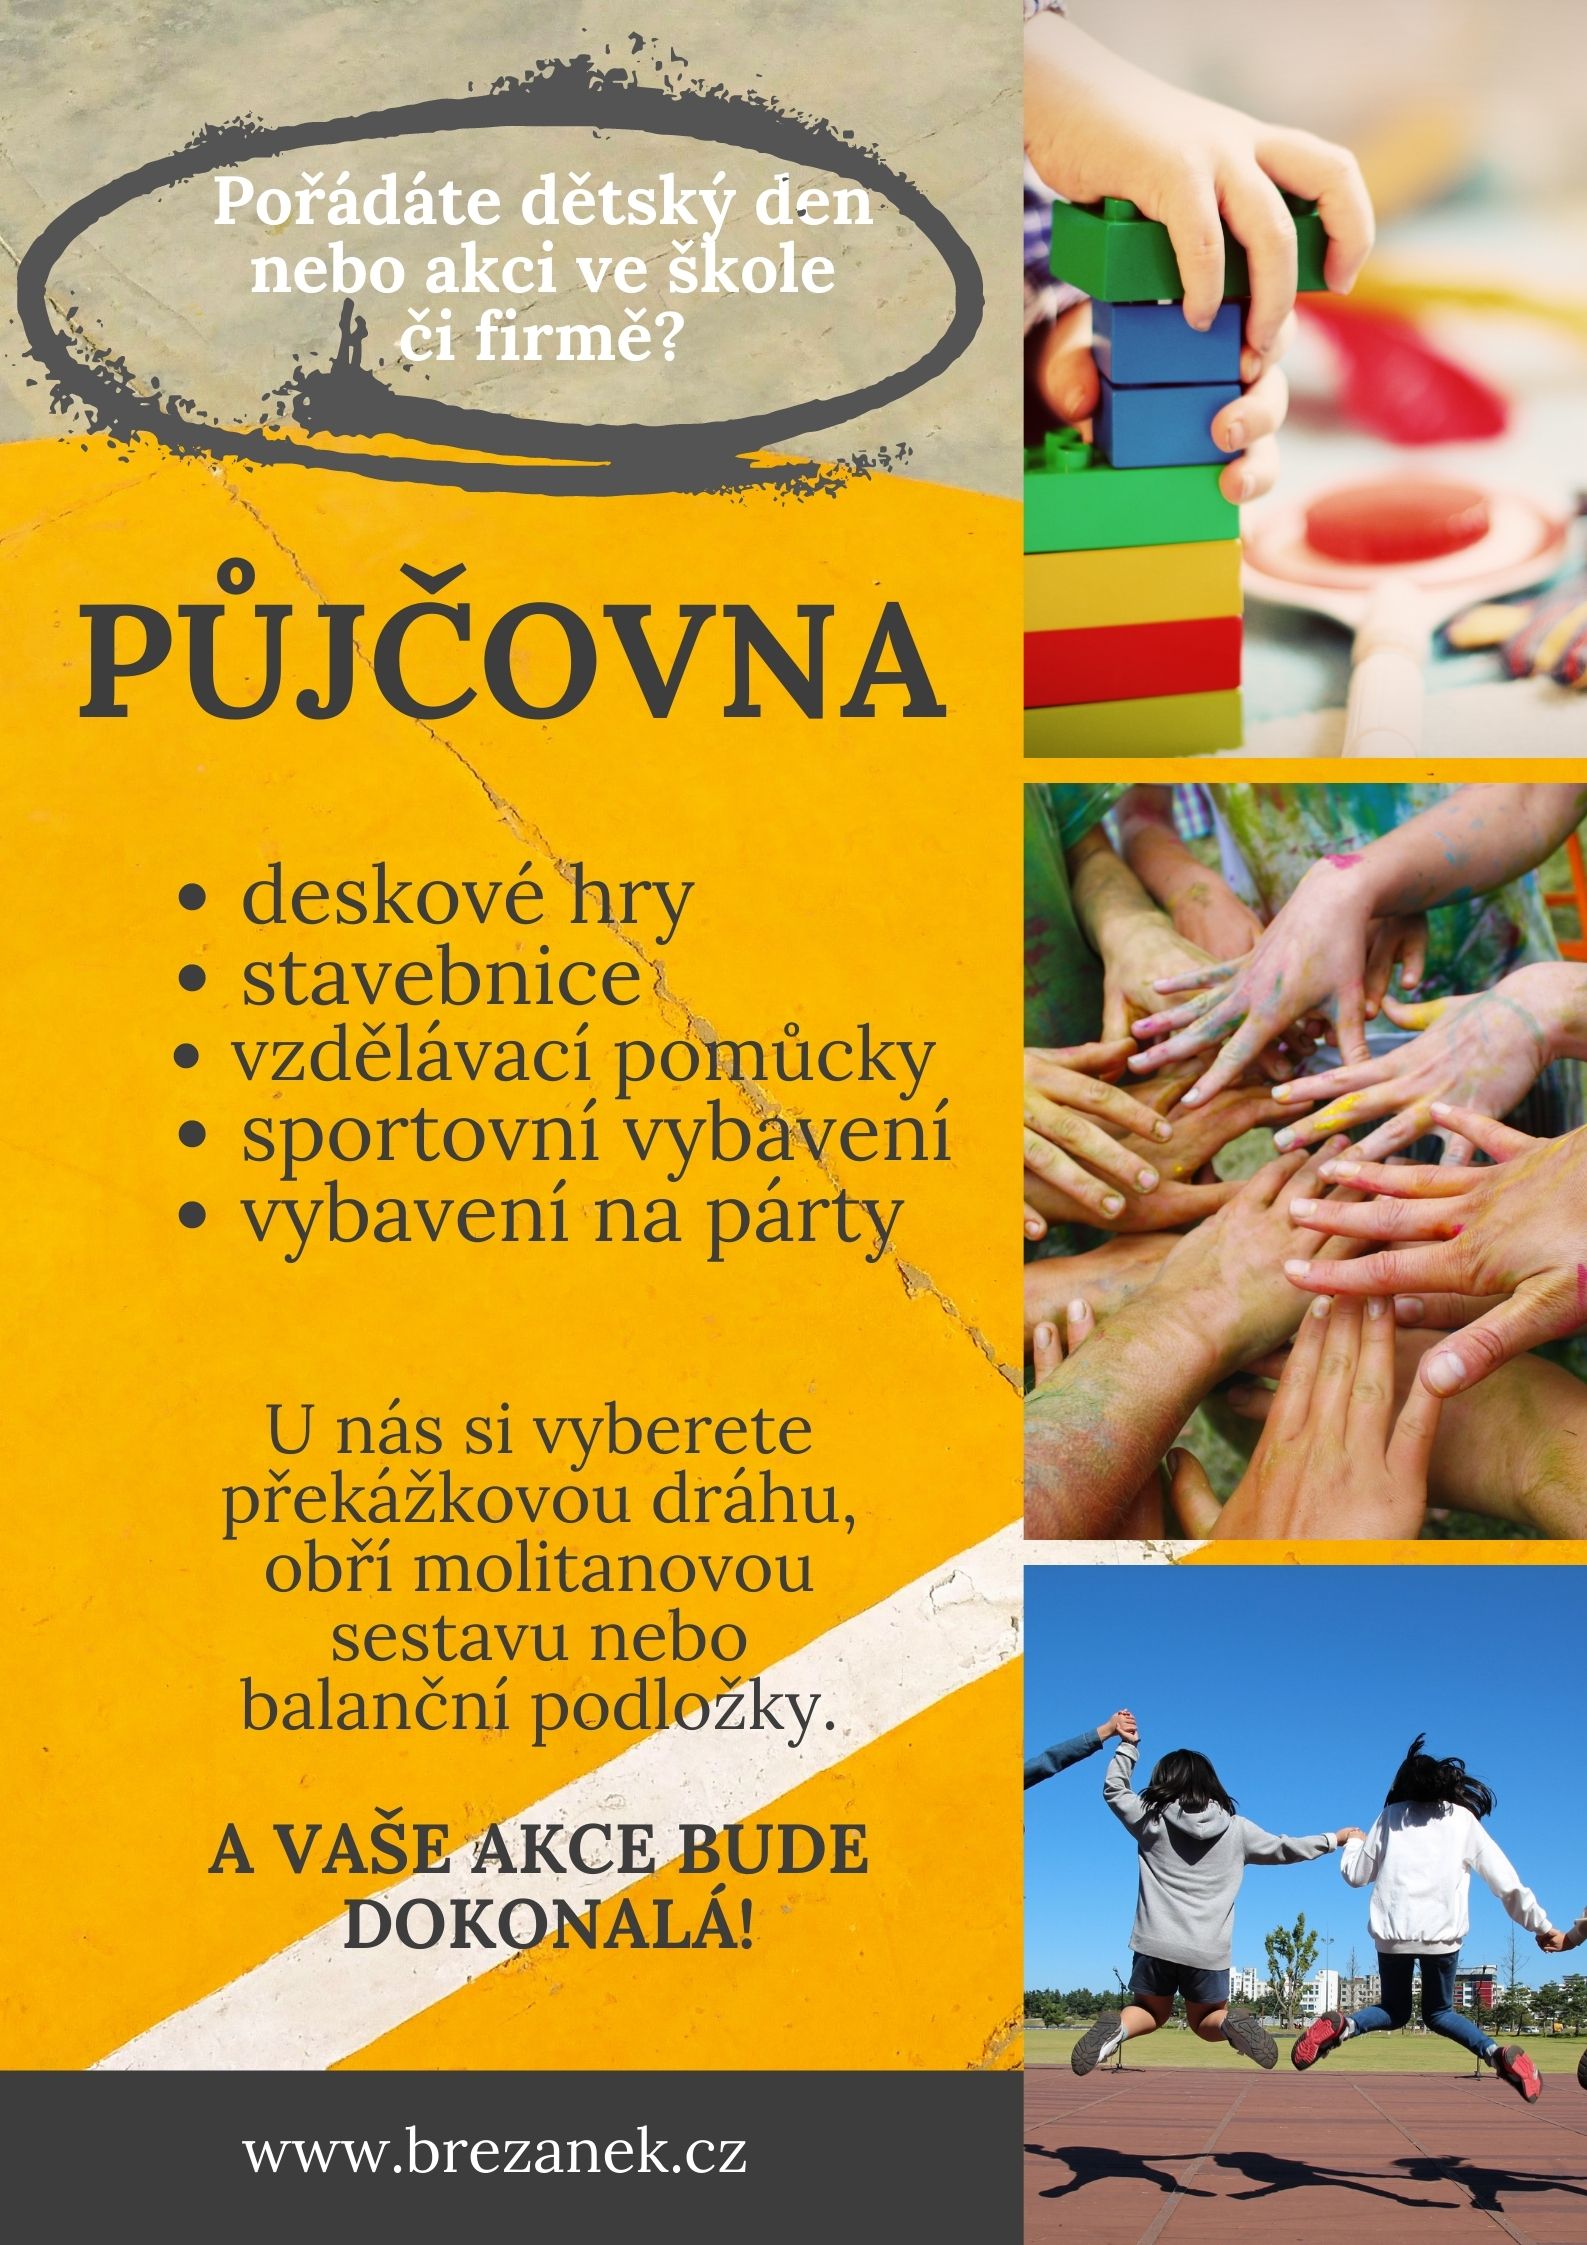 Pořádáte dětský den
nebo akci ve škole
či firmě?
PŮJČOVNA
• deskové hry
• stavebnice
• vzdělávací pomůcky
• sportovní vybavení
• vybavení na párty
U nás si vyberete
překážkovou dráhu,
obří molitanovou
sestavu nebo
balanční podložky.
A VAŠE AKCE BUDE
DOKONALÁ!
www.brezanek.cz